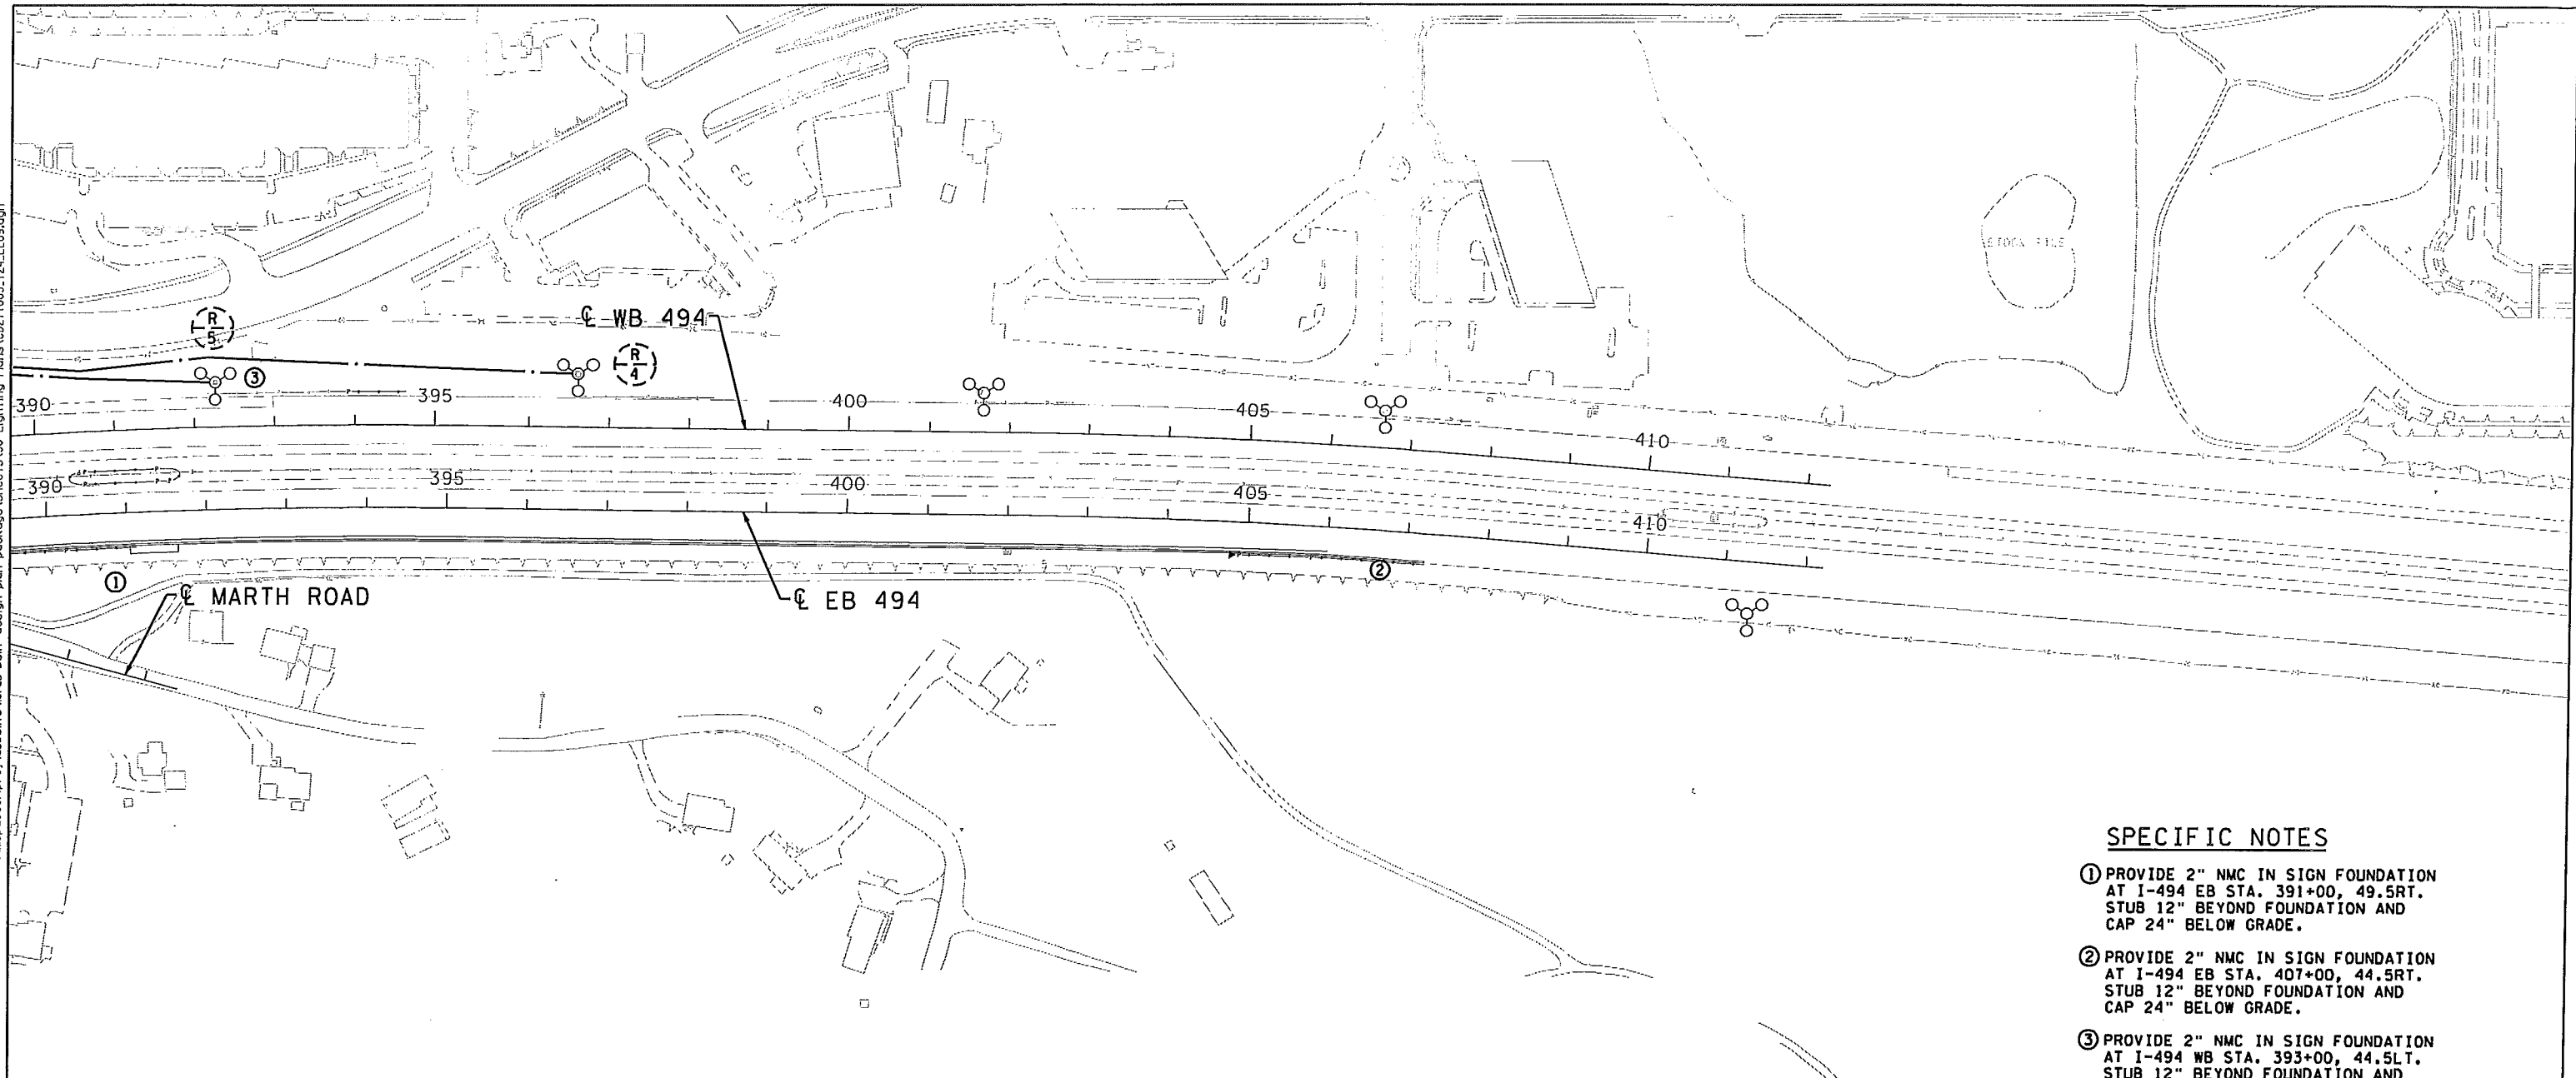 STOCK PILE
R
5
℄ WB 494
R
4
③
390
395
400
405
410
390
395
400
405
410
①
②
℄ MARTH ROAD
℄ EB 494
SPECIFIC NOTES
① PROVIDE 2" NMC IN SIGN FOUNDATION
AT I-494 EB STA. 391+00, 49.5RT.
STUB 12" BEYOND FOUNDATION AND
CAP 24" BELOW GRADE.
② PROVIDE 2" NMC IN SIGN FOUNDATION
AT I-494 EB STA. 407+00, 44.5RT.
STUB 12" BEYOND FOUNDATION AND
CAP 24" BELOW GRADE.
③ PROVIDE 2" NMC IN SIGN FOUNDATION
AT I-494 WB STA. 393+00, 44.5LT.
STUB 12" BEYOND FOUNDATION AND